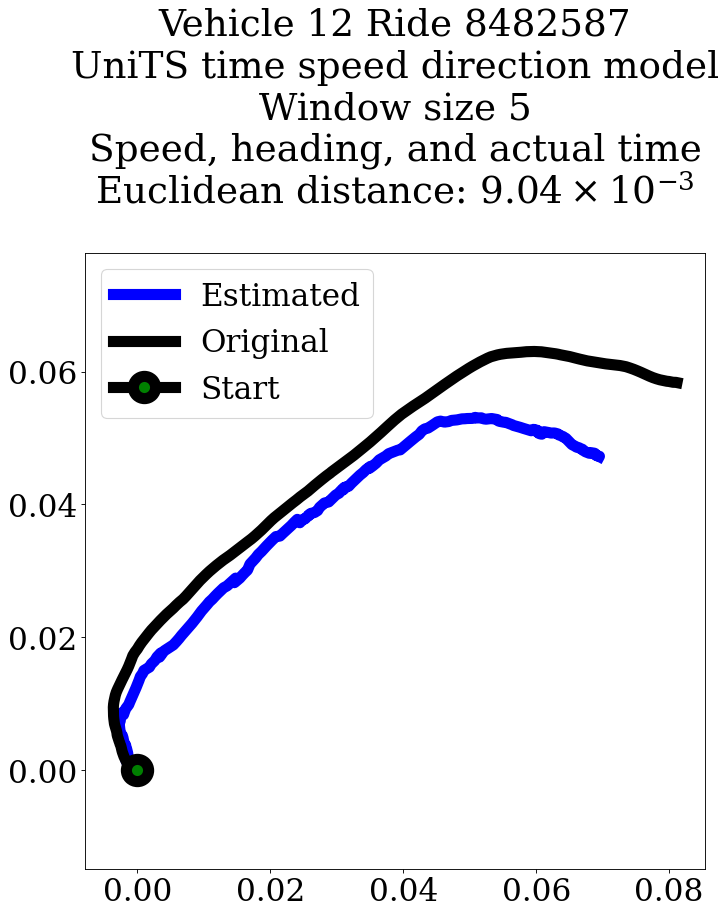 Vehicle 12 Ride 8482587
UniTS time speed direction model
Window size 5
Speed, heading, and actual time
Euclidean distance: 9.04 × 10⁻³
Estimated
Original
Start
0.06
0.04
0.02
0.00
0.00 0.02 0.04 0.06 0.08